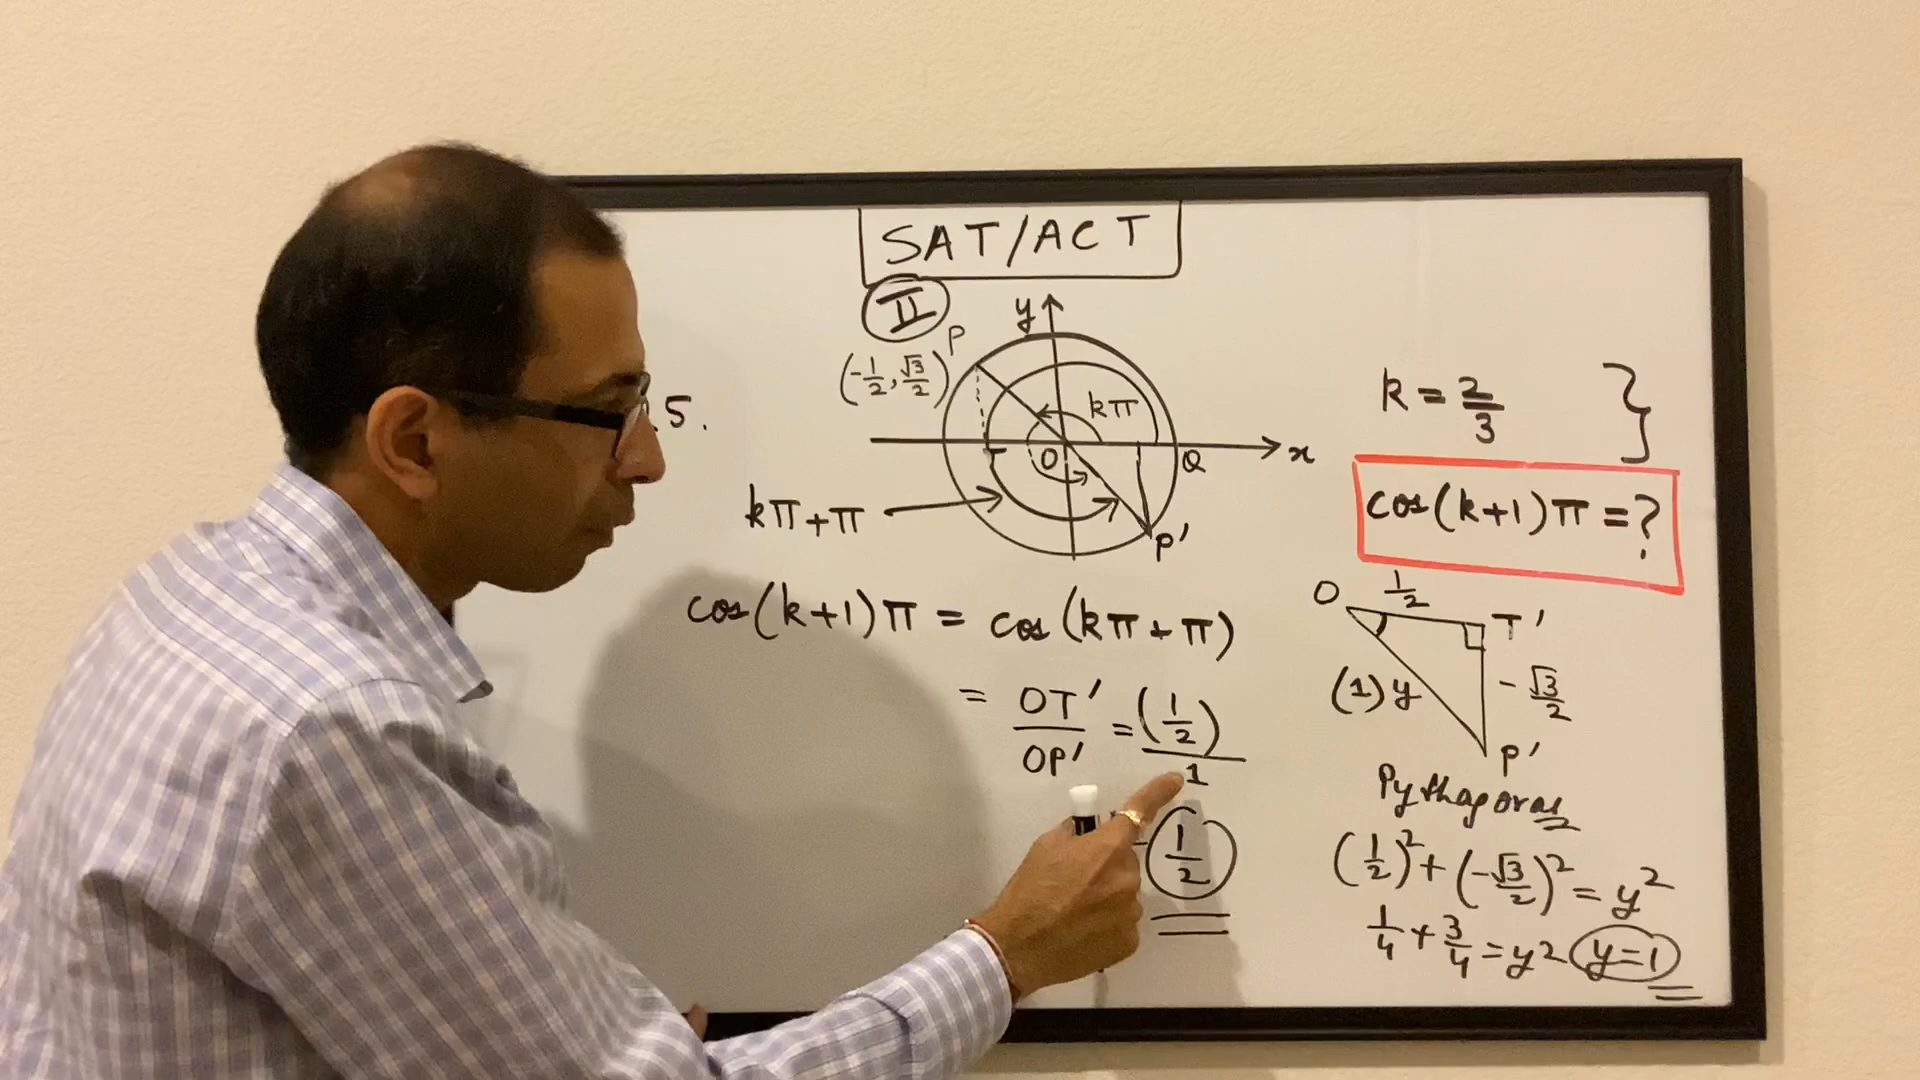 SAT/ACT
II
y
P
(-1/2, √3/2)
.5.
kπ
T
O
Q
x
kπ+π
P'
k = 2/3 }
cos(k+1)π = ?
cos(k+1)π = cos(kπ+π)
= OT'/OP' = (1/2)/1
1/2
O 1/2 T'
(1) y
-√3/2
P'
Pythagoras
(1/2)² + (-√3/2)² = y²
1/4 + 3/4 = y² y=1